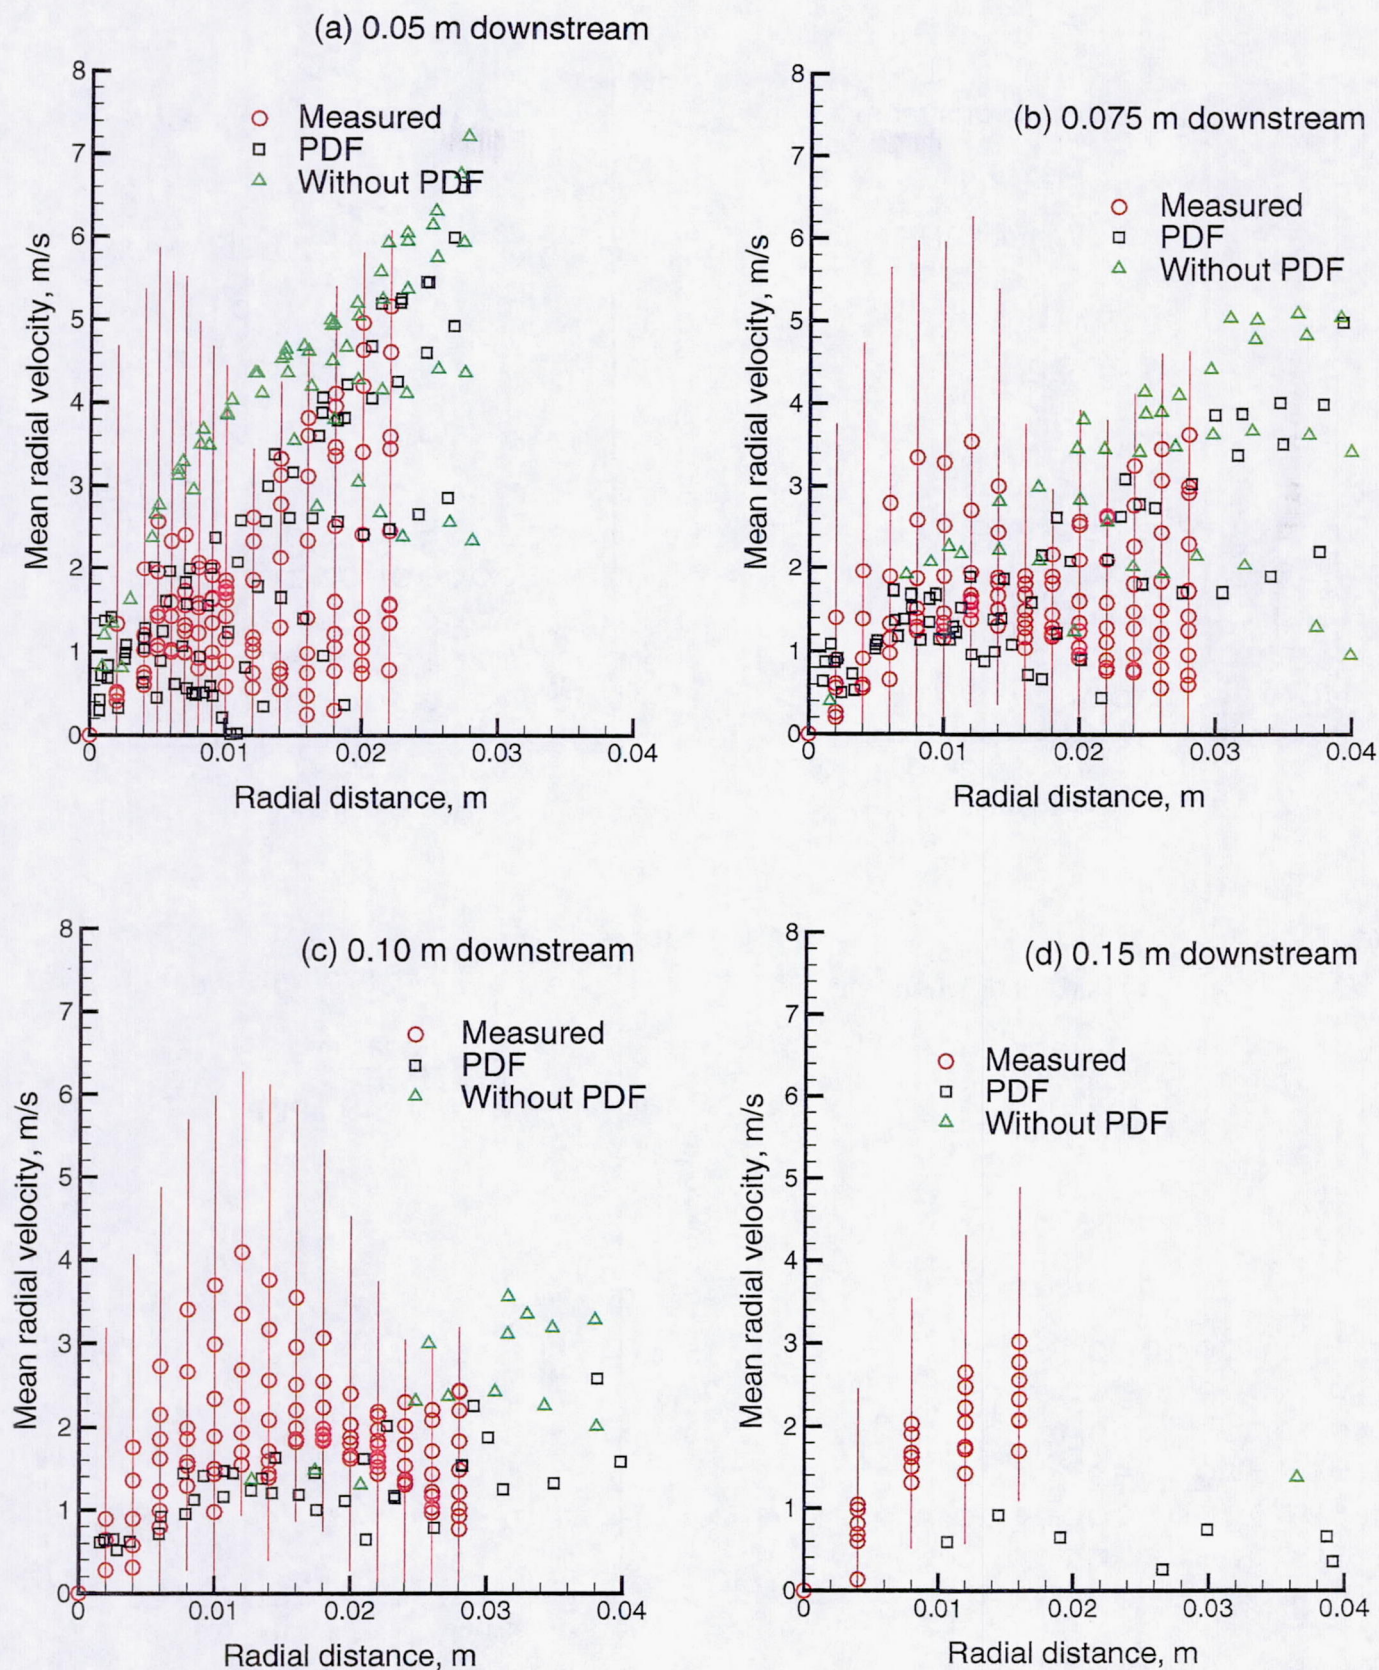 (a) 0.05 m downstream
8
7
6
5
4
3
2
1
0
Mean radial velocity, m/s
Measured
PDF
Without PDF
0
0.01
0.02
0.03
0.04
Radial distance, m
(b) 0.075 m downstream
8
7
6
5
4
3
2
1
0
Mean radial velocity, m/s
Measured
PDF
Without PDF
0
0.01
0.02
0.03
0.04
Radial distance, m
(c) 0.10 m downstream
8
7
6
5
4
3
2
1
0
Mean radial velocity, m/s
Measured
PDF
Without PDF
0
0.01
0.02
0.03
0.04
Radial distance, m
(d) 0.15 m downstream
8
7
6
5
4
3
2
1
0
Mean radial velocity, m/s
Measured
PDF
Without PDF
0
0.01
0.02
0.03
0.04
Radial distance, m